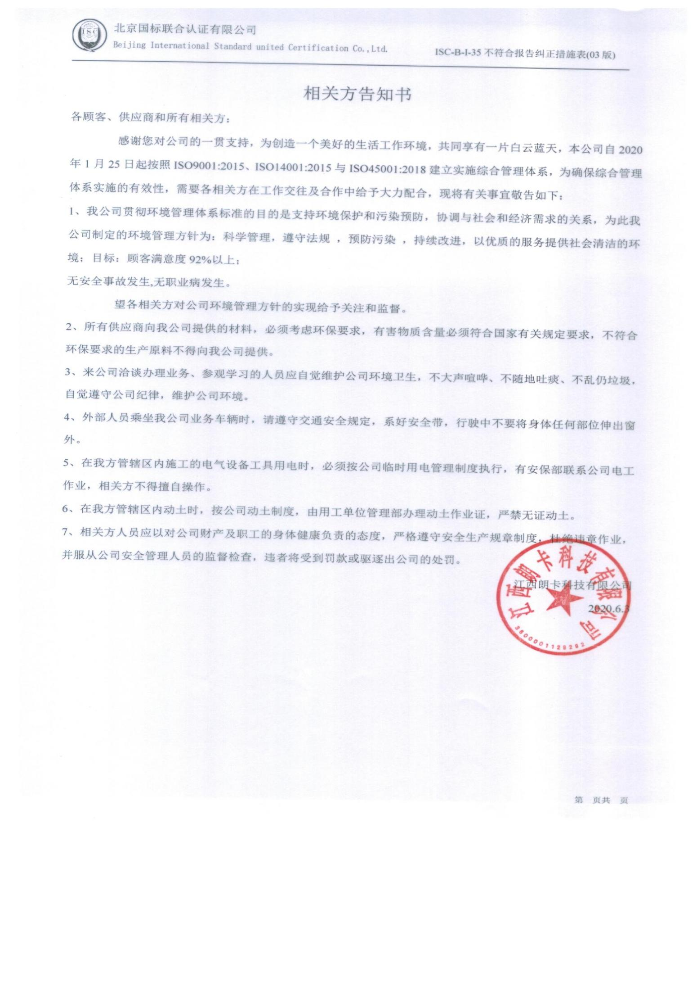 ISC
北京国标联合认证有限公司
Beijing International Standard united Certification Co.,Ltd.
ISC-B-I-35 不符合报告纠正措施表(03 版)
相关方告知书
各顾客、供应商和所有相关方：
感谢您对公司的一贯支持，为创造一个美好的生活工作环境，共同享有一片白云蓝天，本公司自 2020
年 1 月 25 日起按照 ISO9001:2015、ISO14001:2015 与 ISO45001:2018 建立实施综合管理体系，为确保综合管理
体系实施的有效性，需要各相关方在工作交往及合作中给予大力配合，现将有关事宜敬告如下：
1、我公司贯彻环境管理体系标准的目的是支持环境保护和污染预防，协调与社会和经济需求的关系，为此我
公司制定的环境管理方针为：科学管理，遵守法规 ，预防污染 ，持续改进，以优质的服务提供社会清洁的环
境；目标：顾客满意度 92%以上；
无安全事故发生,无职业病发生。
望各相关方对公司环境管理方针的实现给予关注和监督。
2、所有供应商向我公司提供的材料，必须考虑环保要求，有害物质含量必须符合国家有关规定要求，不符合
环保要求的生产原料不得向我公司提供。
3、来公司洽谈办理业务、参观学习的人员应自觉维护公司环境卫生，不大声喧哗、不随地吐痰、不乱仍垃圾，
自觉遵守公司纪律，维护公司环境。
4、外部人员乘坐我公司业务车辆时，请遵守交通安全规定，系好安全带，行驶中不要将身体任何部位伸出窗
外。
5、在我方管辖区内施工的电气设备工具用电时，必须按公司临时用电管理制度执行，有安保部联系公司电工
作业，相关方不得擅自操作。
6、在我方管辖区内动土时，按公司动土制度，由用工单位管理部办理动土作业证，严禁无证动土。
7、相关方人员应以对公司财产及职工的身体健康负责的态度，严格遵守安全生产规章制度，杜绝违章作业，
并服从公司安全管理人员的监督检查，违者将受到罚款或驱逐出公司的处罚。
江西朗卡科技有限公司
2020.6.3
江西朗卡科技有限公司
3600001129292
第 页共 页